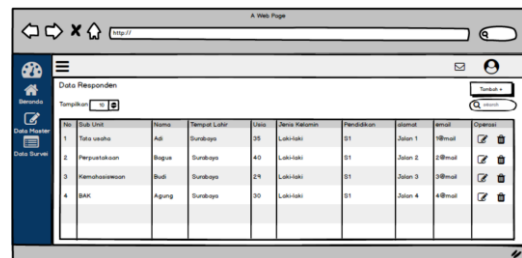 A Web Page
http://
Data Responden
Tambah +
Tampilkan 10
search
Beranda
Data Master
Data Survei
No Sub Unit Nama Tempat Lahir Usia Jenis Kelamin Pendidikan alamat email Operasi
1 Tata usaha Adi Surabaya 35 Laki-laki S1 Jalan 1 1@mail
2 Perpustakaan Bagus Surabaya 40 Laki-laki S1 Jalan 2 2@mail
3 Kemahasiswaan Budi Surabaya 29 Laki-laki S1 Jalan 3 3@mail
4 BAK Agung Surabaya 30 Laki-laki S1 Jalan 4 4@mail